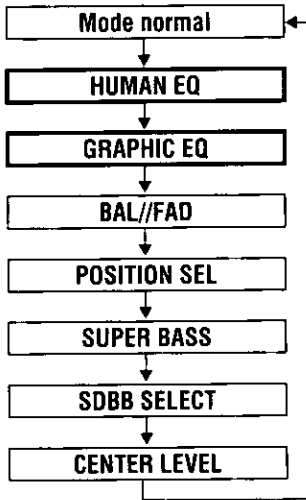 Mode normal
HUMAN EQ
GRAPHIC EQ
BAL//FAD
POSITION SEL
SUPER BASS
SDBB SELECT
CENTER LEVEL